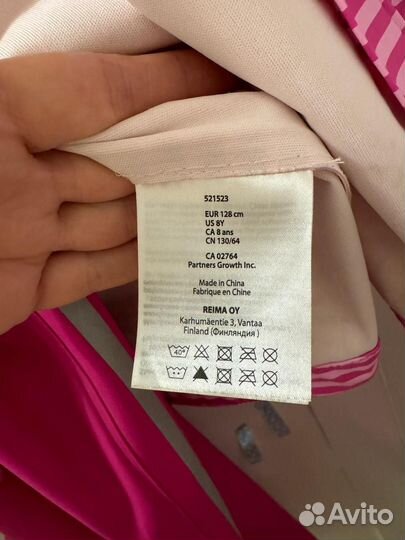 521523
EUR 128 cm
US 8Y
CA 8 ans
CN 130/64
CA 02764
Partners Growth Inc.
Made in China
Fabrique en Chine
REIMA OY
Karhumäentie 3, Vantaa
Finland (Финляндия )
40°
Avito